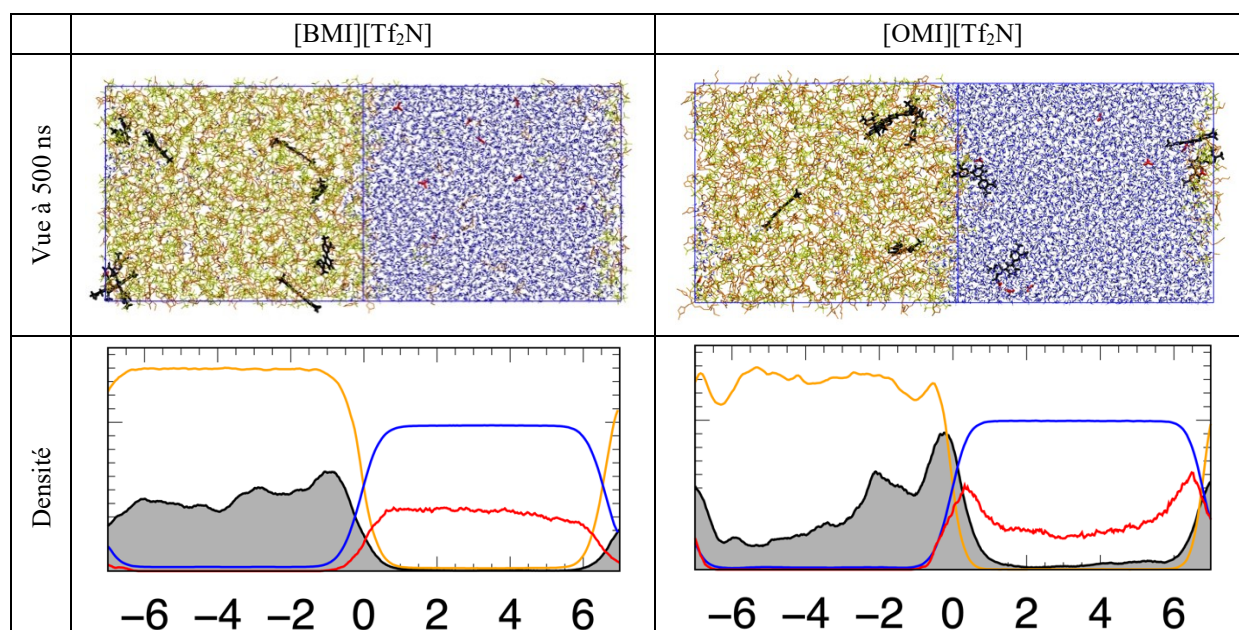 [BMI][Tf₂N]
[OMI][Tf₂N]
Vue à 500 ns
Densité
−6 −4 −2 0 2 4 6
−6 −4 −2 0 2 4 6